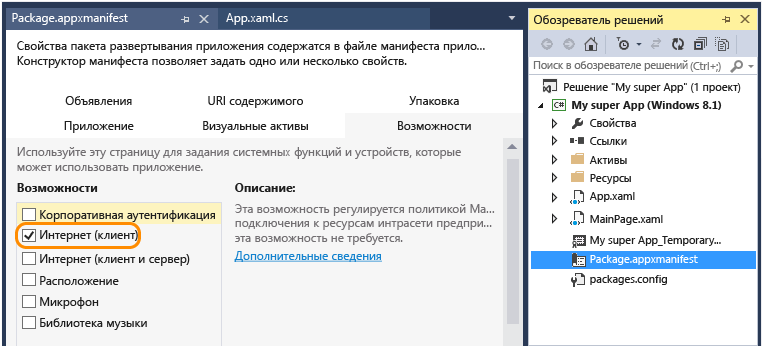 Package.appxmanifest
App.xaml.cs
Свойства пакета развертывания приложения содержатся в файле манифеста прило...
Конструктор манифеста позволяет задать одно или несколько свойств.
Объявления
URI содержимого
Упаковка
Приложение
Визуальные активы
Возможности
Используйте эту страницу для задания системных функций и устройств, которые
может использовать приложение.
Возможности
Корпоративная аутентификация
Интернет (клиент)
Интернет (клиент и сервер)
Расположение
Микрофон
Библиотека музыки
Описание:
Эта возможность регулируется политикой Ma...
подключения к ресурсам интрасети предпри...
эта возможность не требуется.
Дополнительные сведения
Обозреватель решений
Поиск в обозревателе решений (Ctrl+;)
Решение "My super App" (1 проект)
C#
My super App (Windows 8.1)
Свойства
Ссылки
Активы
Ресурсы
App.xaml
MainPage.xaml
My super App_Temporary...
Package.appxmanifest
packages.config